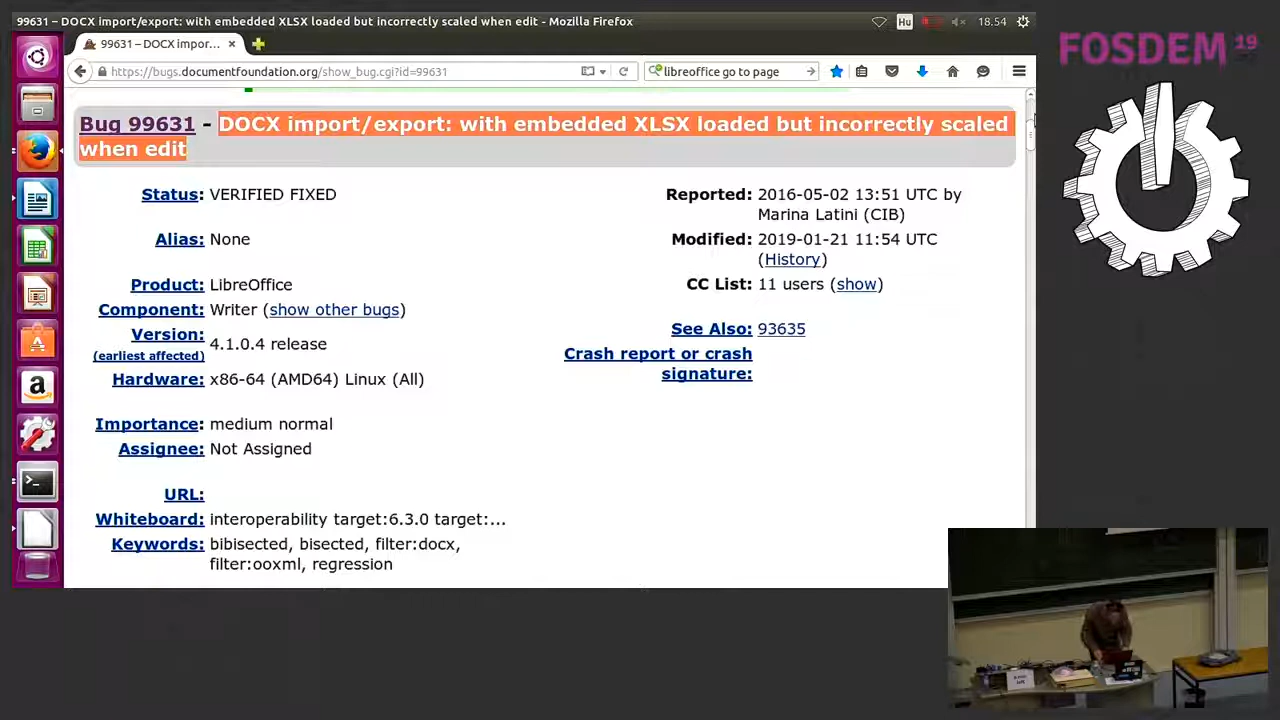 99631 – DOCX import/export: with embedded XLSX loaded but incorrectly scaled when edit - Mozilla Firefox
Hu
18.54
99631 – DOCX impor...
https://bugs.documentfoundation.org/show_bug.cgi?id=99631
libreoffice go to page
FOSDEM 19
Bug 99631 - DOCX import/export: with embedded XLSX loaded but incorrectly scaled
when edit
Status: VERIFIED FIXED
Alias: None
Product: LibreOffice
Component: Writer (show other bugs)
Version:
(earliest affected)
4.1.0.4 release
Hardware: x86-64 (AMD64) Linux (All)
Importance: medium normal
Assignee: Not Assigned
URL:
Whiteboard: interoperability target:6.3.0 target:...
Keywords: bibisected, bisected, filter:docx,
filter:ooxml, regression
Reported: 2016-05-02 13:51 UTC by
Marina Latini (CIB)
Modified: 2019-01-21 11:54 UTC
(History)
CC List: 11 users (show)
See Also: 93635
Crash report or crash
signature: